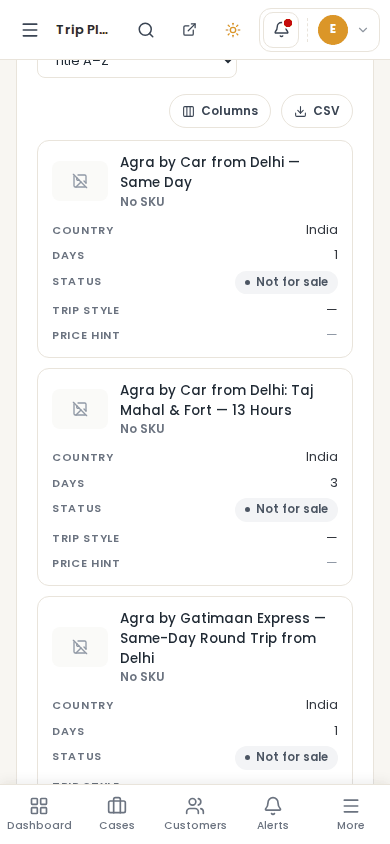 Trip Pl...
E
Title A–Z
Columns
CSV
Agra by Car from Delhi —
Same Day
No SKU
COUNTRY India
DAYS 1
STATUS Not for sale
TRIP STYLE —
PRICE HINT —
Agra by Car from Delhi: Taj
Mahal & Fort — 13 Hours
No SKU
COUNTRY India
DAYS 3
STATUS Not for sale
TRIP STYLE —
PRICE HINT —
Agra by Gatimaan Express —
Same-Day Round Trip from
Delhi
No SKU
COUNTRY India
DAYS 1
STATUS Not for sale
Dashboard Cases Customers Alerts More